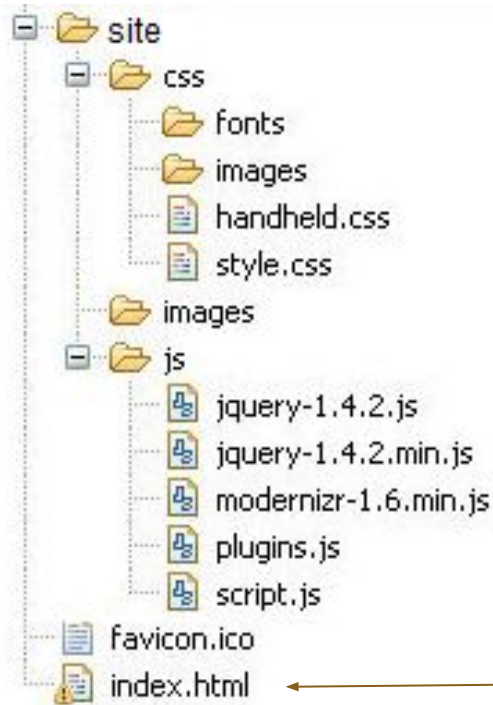 site
css
fonts
images
handheld.css
style.css
images
js
jquery-1.4.2.js
jquery-1.4.2.min.js
modernizr-1.6.min.js
plugins.js
script.js
favicon.ico
index.html